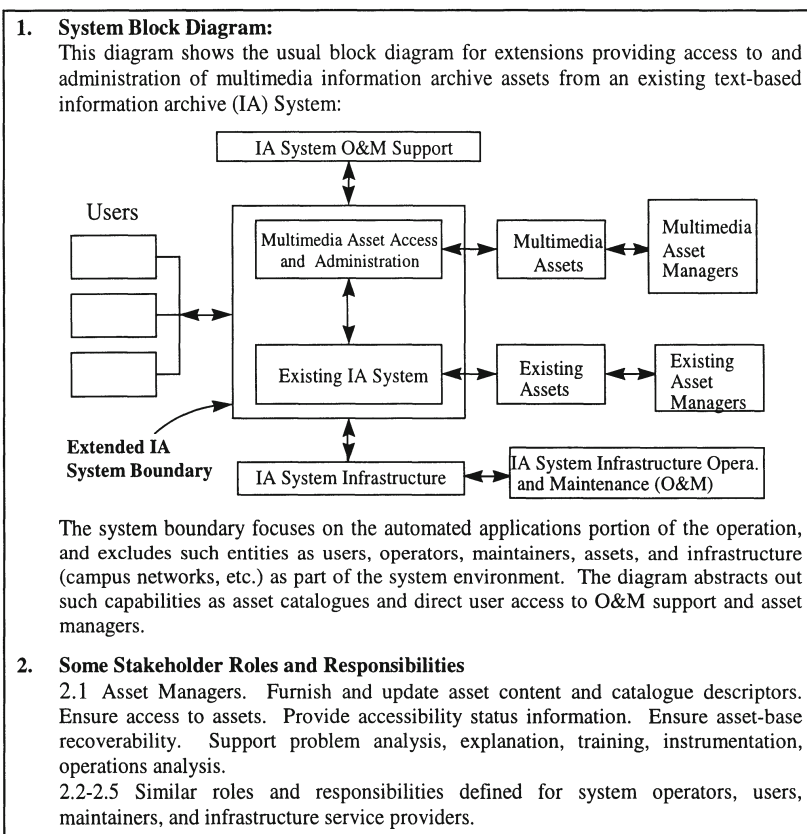 1. System Block Diagram:
This diagram shows the usual block diagram for extensions providing access to and
administration of multimedia information archive assets from an existing text-based
information archive (IA) System:
IA System O&M Support
Users
Multimedia Asset Access
and Administration
Multimedia
Assets
Multimedia
Asset
Managers
Existing IA System
Existing
Assets
Existing
Asset
Managers
Extended IA
System Boundary
IA System Infrastructure
IA System Infrastructure Opera.
and Maintenance (O&M)
The system boundary focuses on the automated applications portion of the operation,
and excludes such entities as users, operators, maintainers, assets, and infrastructure
(campus networks, etc.) as part of the system environment. The diagram abstracts out
such capabilities as asset catalogues and direct user access to O&M support and asset
managers.
2. Some Stakeholder Roles and Responsibilities
2.1 Asset Managers. Furnish and update asset content and catalogue descriptors.
Ensure access to assets. Provide accessibility status information. Ensure asset-base
recoverability. Support problem analysis, explanation, training, instrumentation,
operations analysis.
2.2-2.5 Similar roles and responsibilities defined for system operators, users,
maintainers, and infrastructure service providers.